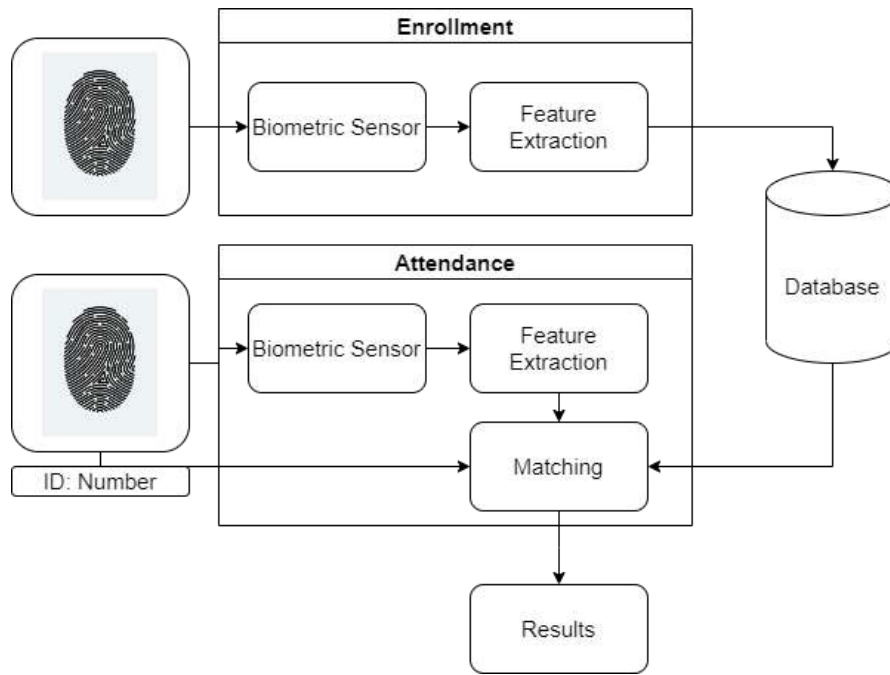 Enrollment
Biometric Sensor
Feature
Extraction
Database
Attendance
Biometric Sensor
Feature
Extraction
ID: Number
Matching
Results